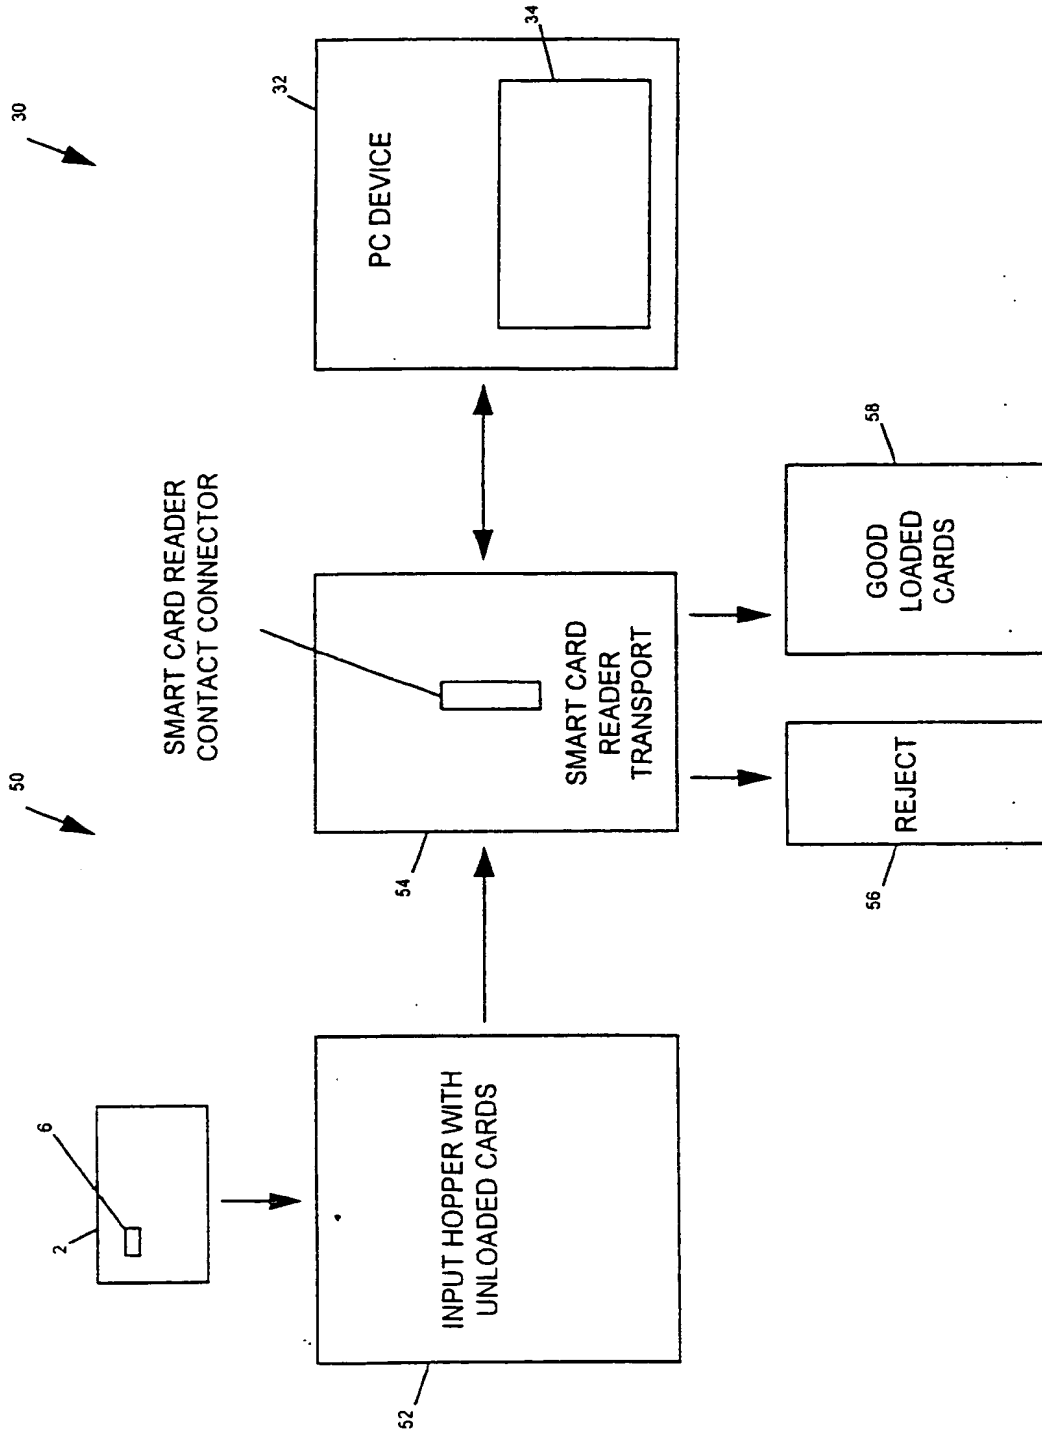 50
30
2
6
SMART CARD READER
CONTACT CONNECTOR
32
34
PC DEVICE
INPUT HOPPER WITH
UNLOADED CARDS
52
54
SMART CARD
READER
TRANSPORT
REJECT
56
GOOD
LOADED
CARDS
58